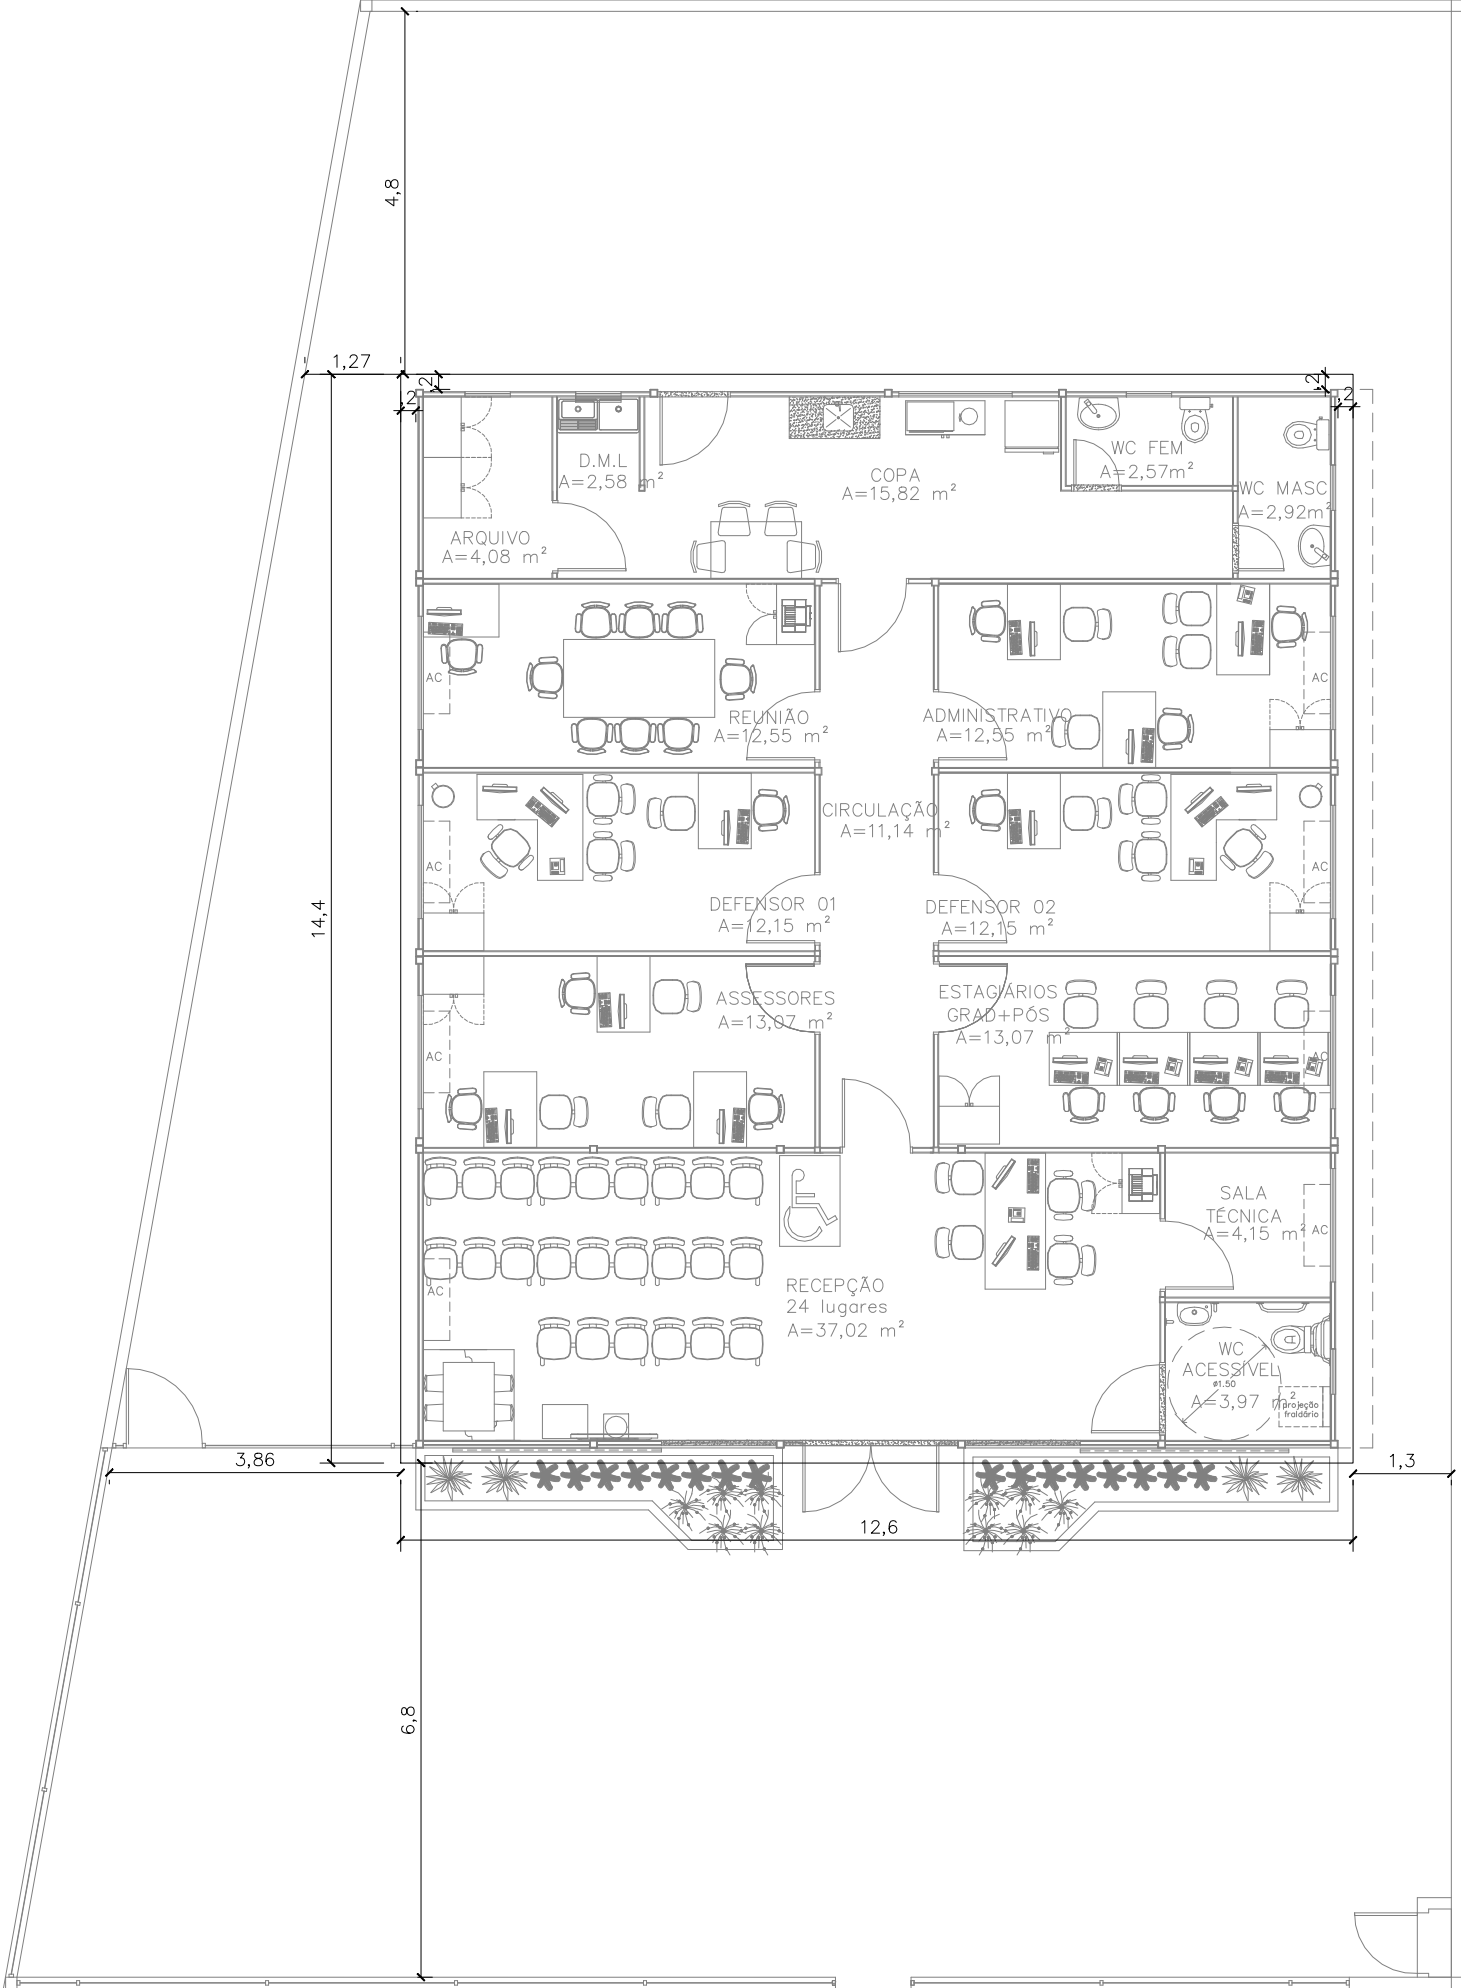 4,8
1,27
,2
,2
,2
,2
D.M.L
A=2,58 m²
COPA
A=15,82 m²
WC FEM
A=2,57m²
WC MASC
A=2,92m²
ARQUIVO
A=4,08 m²
AC
AC
REUNIÃO
A=12,55 m²
ADMINISTRATIVO
A=12,55 m²
CIRCULAÇÃO
A=11,14 m²
AC
AC
14,4
DEFENSOR 01
A=12,15 m²
DEFENSOR 02
A=12,15 m²
ASSESSORES
A=13,07 m²
ESTAGIÁRIOS
GRAD+PÓS
A=13,07 m²
AC
AC
SALA
TÉCNICA
A=4,15 m²
AC
RECEPÇÃO
24 lugares
A=37,02 m²
AC
WC
ACESSÍVEL
ø1.50
A=3,97 m²
projeção
fraldário
3,86
1,3
12,6
6,8